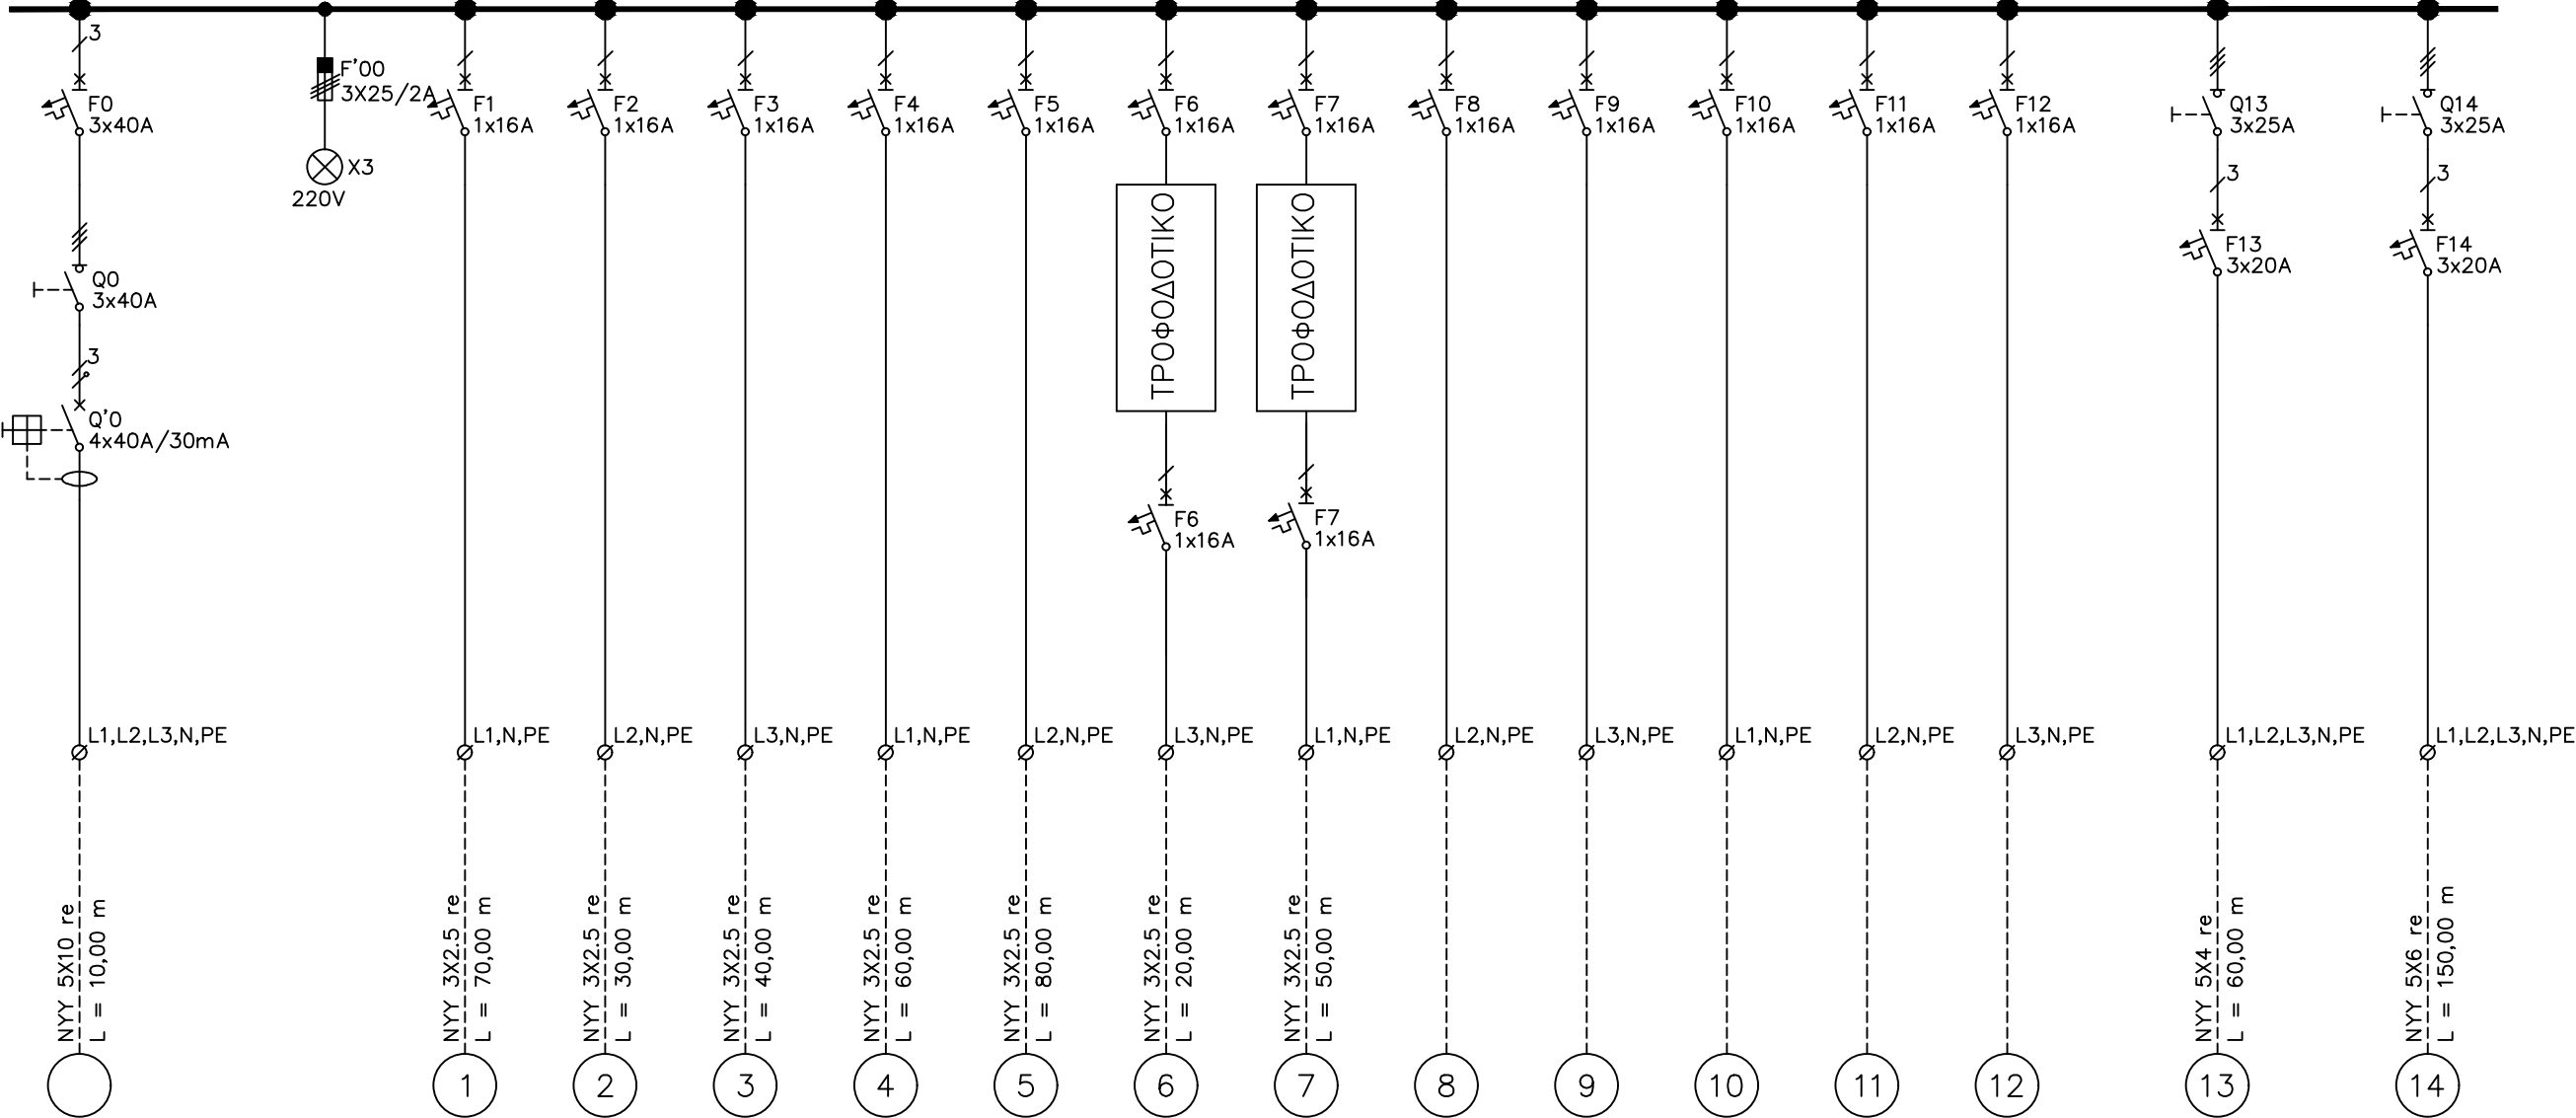 3
F0
3x40A
Q0
3x40A
3
Q'0
4x40A/30mA
L1,L2,L3,N,PE
NYY 5X10 re
L = 10,00 m
F'00
3X25/2A
X3
220V
F1
1x16A
L1,N,PE
NYY 3X2.5 re
L = 70,00 m
1
F2
1x16A
L2,N,PE
NYY 3X2.5 re
L = 30,00 m
2
F3
1x16A
L3,N,PE
NYY 3X2.5 re
L = 40,00 m
3
F4
1x16A
L1,N,PE
NYY 3X2.5 re
L = 60,00 m
4
F5
1x16A
L2,N,PE
NYY 3X2.5 re
L = 80,00 m
5
F6
1x16A
ΤΡΟΦΟΔΟΤΙΚΟ
F6
1x16A
L3,N,PE
NYY 3X2.5 re
L = 20,00 m
6
F7
1x16A
ΤΡΟΦΟΔΟΤΙΚΟ
F7
1x16A
L1,N,PE
NYY 3X2.5 re
L = 50,00 m
7
F8
1x16A
L2,N,PE
8
F9
1x16A
L3,N,PE
9
F10
1x16A
L1,N,PE
10
F11
1x16A
L2,N,PE
11
F12
1x16A
L3,N,PE
12
Q13
3x25A
3
F13
3x20A
L1,L2,L3,N,PE
NYY 5X4 re
L = 60,00 m
13
Q14
3x25A
3
F14
3x20A
L1,L2,L3,N,PE
NYY 5X6 re
L = 150,00 m
14